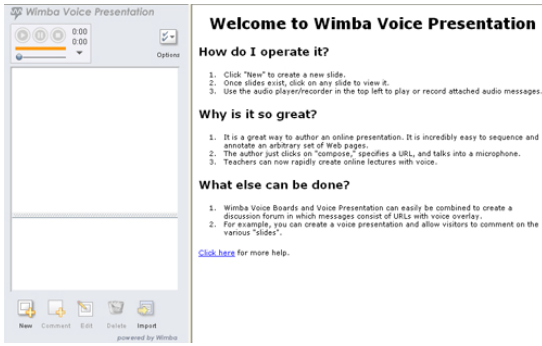 Wimba Voice Presentation
0:00
0:00
Options
New Comment Edit Delete Import
powered by Wimba
Welcome to Wimba Voice Presentation
How do I operate it?
1. Click "New" to create a new slide.
2. Once slides exist, click on any slide to view it.
3. Use the audio player/recorder in the top left to play or record attached audio messages.
Why is it so great?
1. It is a great way to author an online presentation. It is incredibly easy to sequence and
annotate an arbitrary set of Web pages.
2. The author just clicks on "compose," specifies a URL, and talks into a microphone.
3. Teachers can now rapidly create online lectures with voice.
What else can be done?
1. Wimba Voice Boards and Voice Presentation can easily be combined to create a
discussion forum in which messages consist of URLs with voice overlay.
2. For example, you can create a voice presentation and allow visitors to comment on the
various "slides".
Click here for more help.